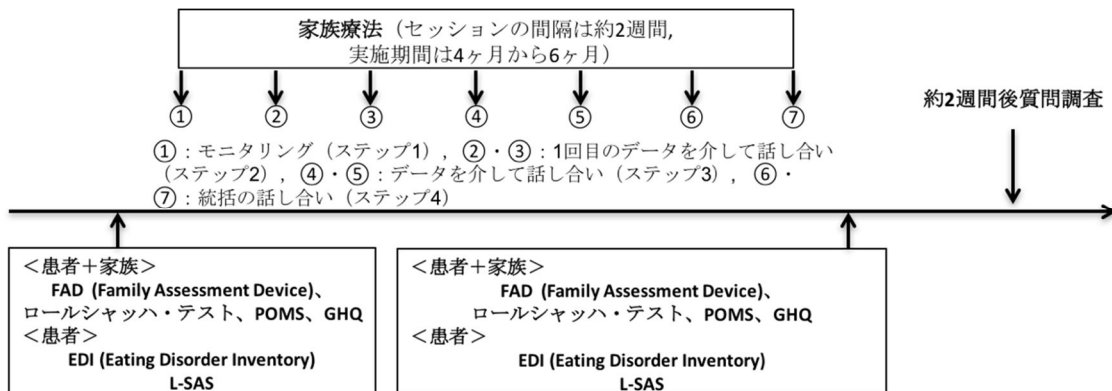 家族療法（セッションの間隔は約2週間,
実施期間は4ヶ月から6ヶ月）
① ② ③ ④ ⑤ ⑥ ⑦
約2週間後質問調査
①：モニタリング（ステップ1）, ②・③：1回目のデータを介して話し合い
（ステップ2）, ④・⑤：データを介して話し合い（ステップ3）, ⑥・
⑦：統括の話し合い（ステップ4）
＜患者＋家族＞
FAD (Family Assessment Device)、
ロールシャッハ・テスト、POMS、GHQ
＜患者＞
EDI (Eating Disorder Inventory)
L-SAS
＜患者＋家族＞
FAD (Family Assessment Device)、
ロールシャッハ・テスト、POMS、GHQ
＜患者＞
EDI (Eating Disorder Inventory)
L-SAS